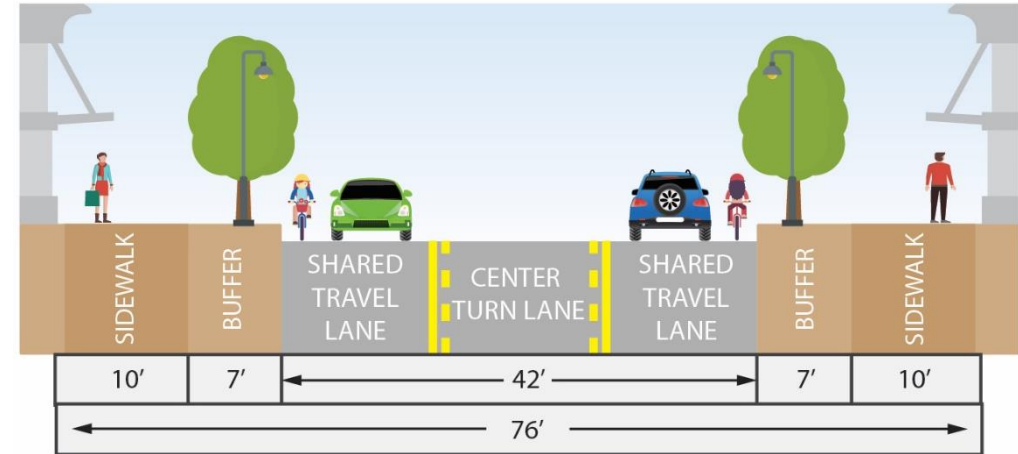 SIDEWALK
BUFFER
SHARED
TRAVEL
LANE
CENTER
TURN LANE
SHARED
TRAVEL
LANE
BUFFER
SIDEWALK
10’ 7’ 42’ 7’ 10’
76’